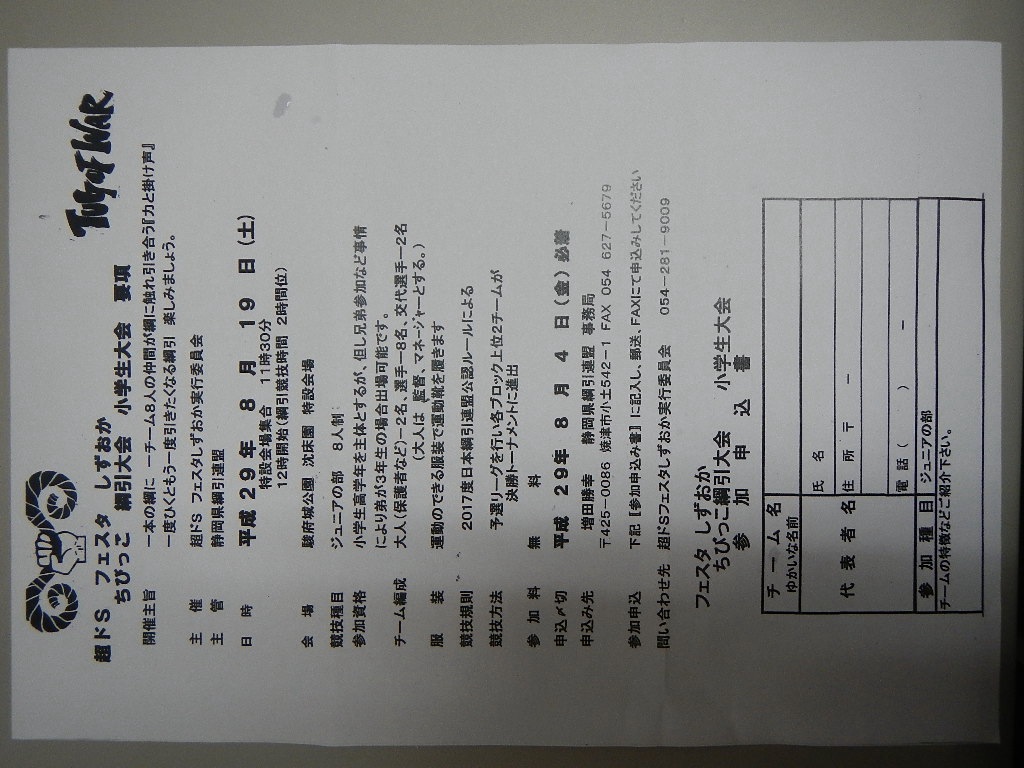 TUG OF WAR
超ドS フェスタ しずおか
ちびっこ 綱引大会 小学生大会 要項
開催主旨 一本の綱に 一チーム8人の仲間が綱に触れ引き合う『力と掛け声』
一度ひくともう一度引きたくなる綱引 楽しみましょう。
主 催 超ドS フェスタしずおか実行委員会
主 管 静岡県綱引連盟
日 時 平成 29年 8月 19日(土)
特設会場集合 11時30分
12時開始(綱引競技時間 2時間位)
会 場 駿府城公園 沈床園 特設会場
競技種目 ジュニアの部 8人制:
参加資格 小学生高学年を主体とするが、但し兄弟参加など事情
により弟が3年生の場合出場可能です。
チーム編成 大人(保護者など)ー2名、選手ー8名、交代選手ー2名
(大人は 監督、マネージャーとする。)
服 装 運動のできる服装で運動靴を履きます
競技規則 2017度日本綱引連盟公認ルールによる
競技方法 予選リーグを行い各ブロック上位2チームが
決勝トーナメントに進出
参 加 料 無 料
申込〆切 平成 29年 8月 4日(金)必着
申込み先 増田勝幸 静岡県綱引連盟 事務局
〒425-0086 焼津市小土542-1 FAX 054 627-5679
参加申込 下記 [参加申込み書] に記入し、郵送、FAXにて申込みしてください
問い合わせ先 超ドSフェスタしずおか実行委員会 054-281-9009
フェスタ しずおか
ちびっこ綱引大会 小学生大会
参 加 申 込 書
チーム名
ゆかいな名前
代 表 者 名 氏 名
住 所 〒 ー
電 話 ( ) ー
参 加 種 目 ジュニアの部
チームの特徴などご紹介下さい。